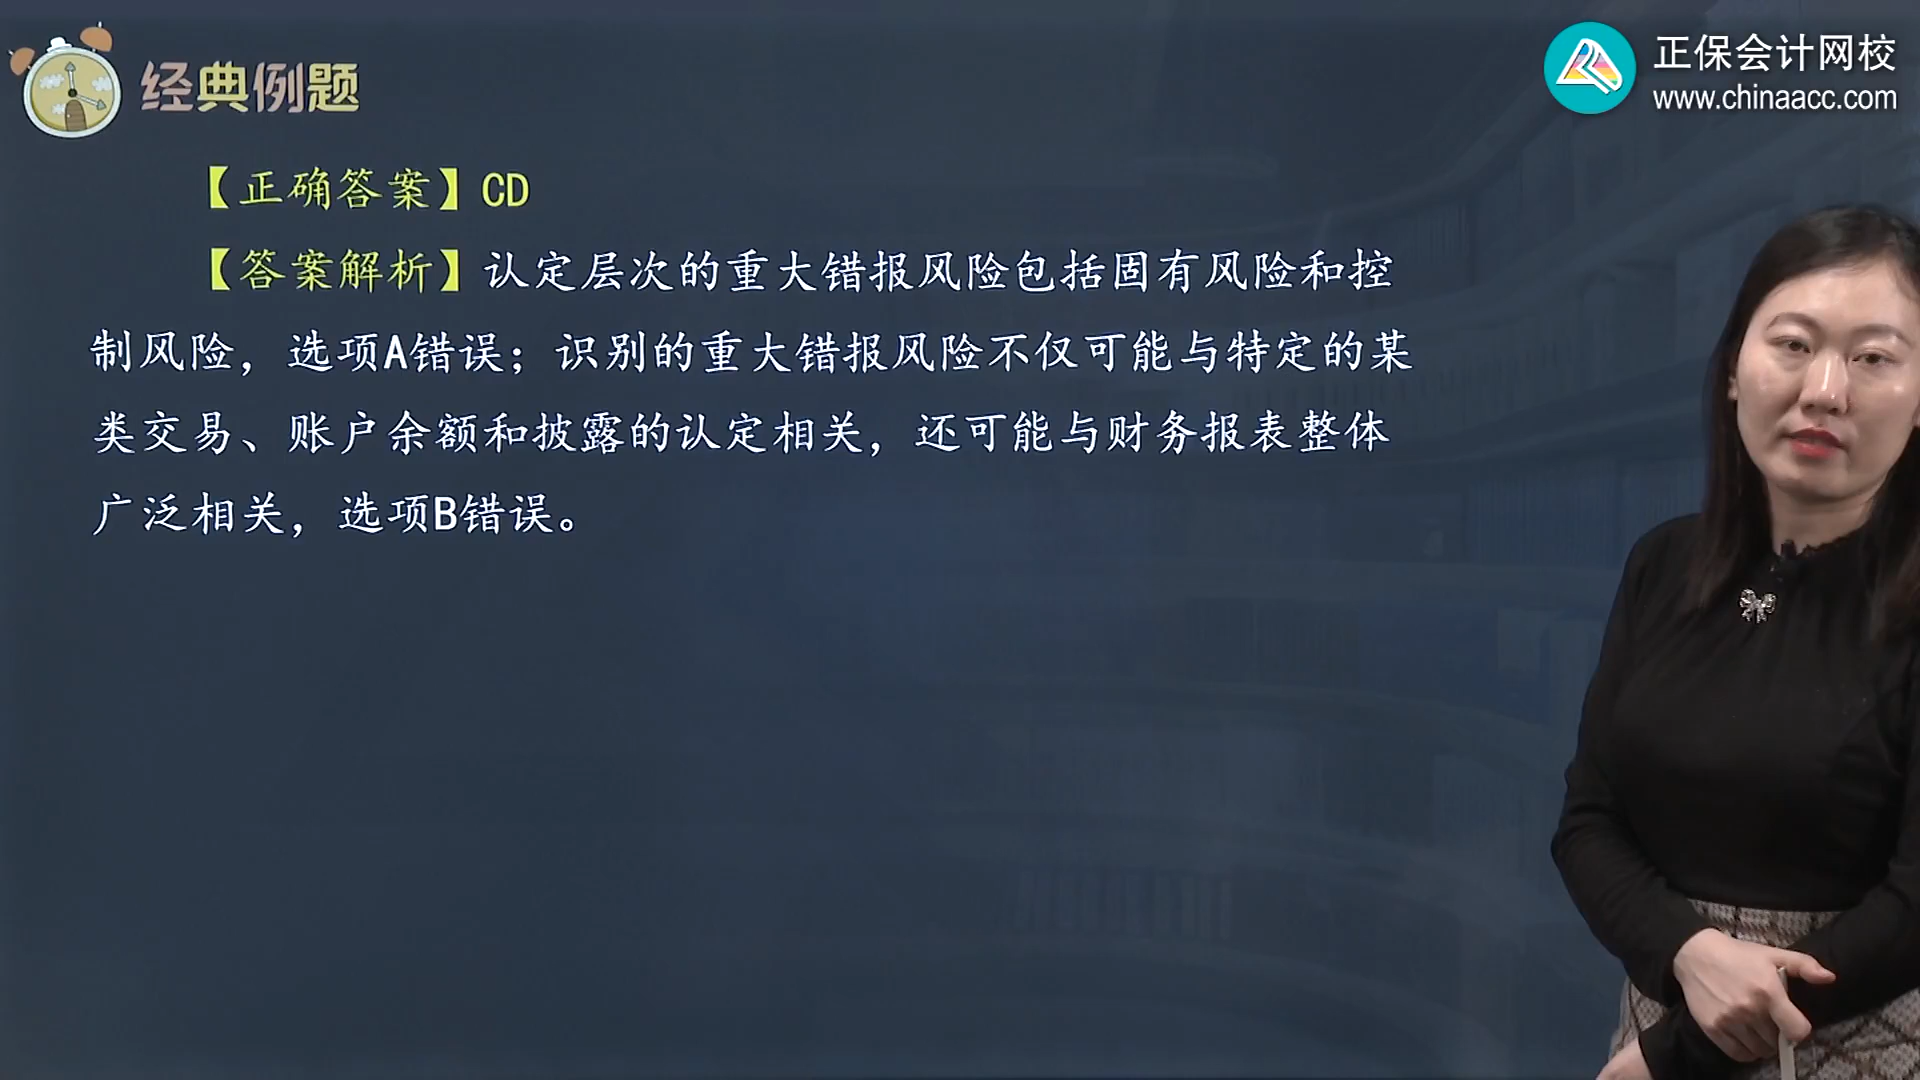 经典例题
正保会计网校
www.chinaacc.com
【正确答案】CD
【答案解析】认定层次的重大错报风险包括固有风险和控
制风险，选项A错误；识别的重大错报风险不仅可能与特定的某
类交易、账户余额和披露的认定相关，还可能与财务报表整体
广泛相关，选项B错误。